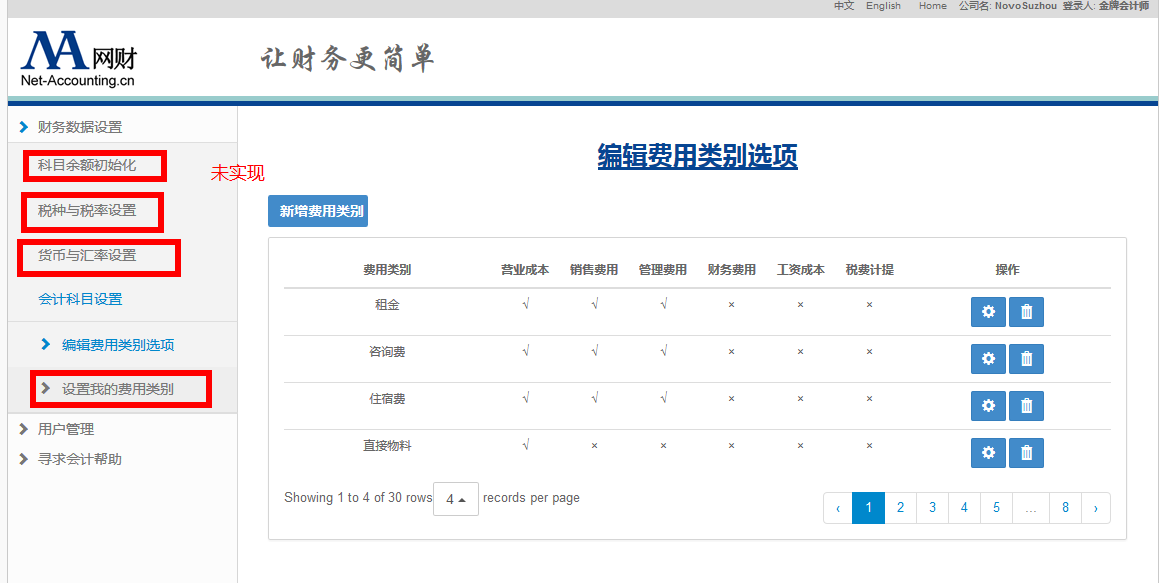 中文 English Home 公司名: NovoSuzhou 登录人: 金牌会计师
网财
Net-Accounting.cn
让财务更简单
财务数据设置
科目余额初始化
未实现
税种与税率设置
货币与汇率设置
会计科目设置
编辑费用类别选项
设置我的费用类别
用户管理
寻求会计帮助
编辑费用类别选项
新增费用类别
费用类别 营业成本 销售费用 管理费用 财务费用 工资成本 税费计提 操作
租金 √ √ √ × × ×
咨询费 √ √ √ × × ×
住宿费 √ √ √ × × ×
直接物料 √ × × × × ×
Showing 1 to 4 of 30 rows 4 records per page
‹ 1 2 3 4 5 ... 8 ›